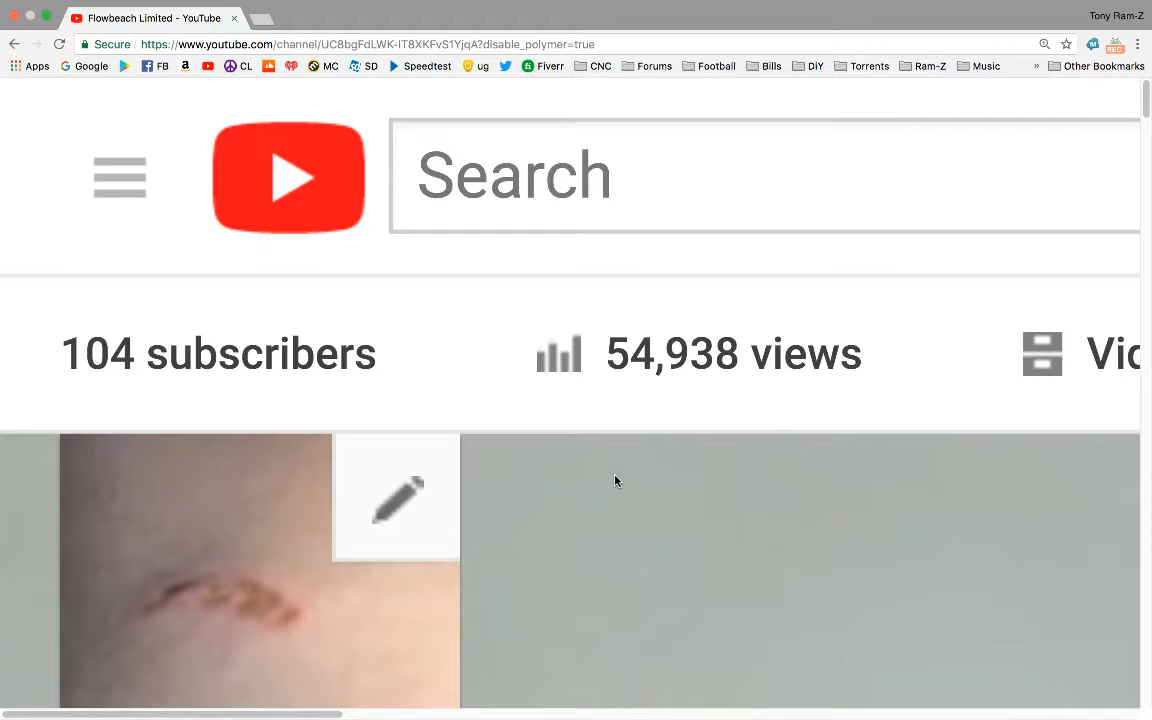 Flowbeach Limited - YouTube
Tony Ram-Z
Secure https://www.youtube.com/channel/UC8bgFdLWK-IT8XKFvS1YjqA?disable_polymer=true
REC
Apps Google FB CL MC SD Speedtest ug Fiverr CNC Forums Football Bills DiY Torrents Ram-Z Music » Other Bookmarks
Search
104 subscribers 54,938 views Vic